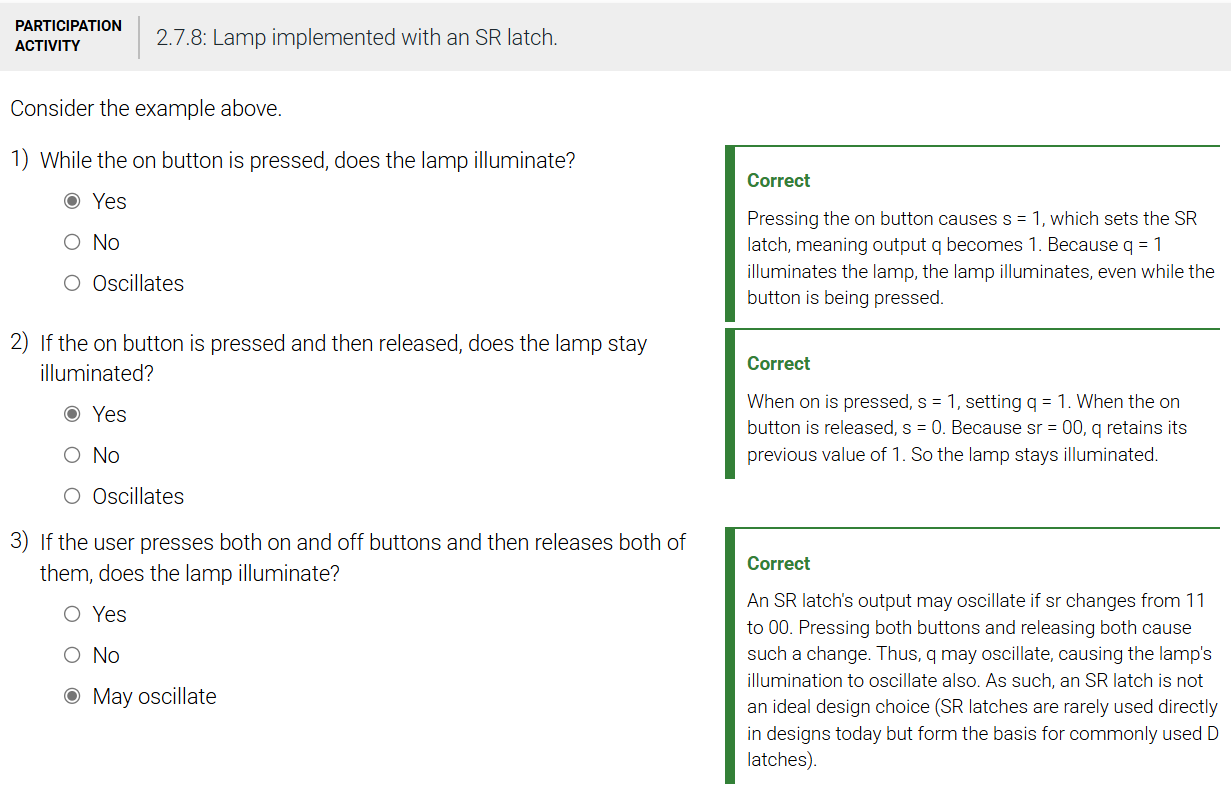 PARTICIPATION
ACTIVITY
2.7.8: Lamp implemented with an SR latch.
Consider the example above.
1) While the on button is pressed, does the lamp illuminate?
Yes
No
Oscillates
Correct
Pressing the on button causes s = 1, which sets the SR
latch, meaning output q becomes 1. Because q = 1
illuminates the lamp, the lamp illuminates, even while the
button is being pressed.
2) If the on button is pressed and then released, does the lamp stay
illuminated?
Yes
No
Oscillates
Correct
When on is pressed, s = 1, setting q = 1. When the on
button is released, s = 0. Because sr = 00, q retains its
previous value of 1. So the lamp stays illuminated.
3) If the user presses both on and off buttons and then releases both of
them, does the lamp illuminate?
Yes
No
May oscillate
Correct
An SR latch's output may oscillate if sr changes from 11
to 00. Pressing both buttons and releasing both cause
such a change. Thus, q may oscillate, causing the lamp's
illumination to oscillate also. As such, an SR latch is not
an ideal design choice (SR latches are rarely used directly
in designs today but form the basis for commonly used D
latches).